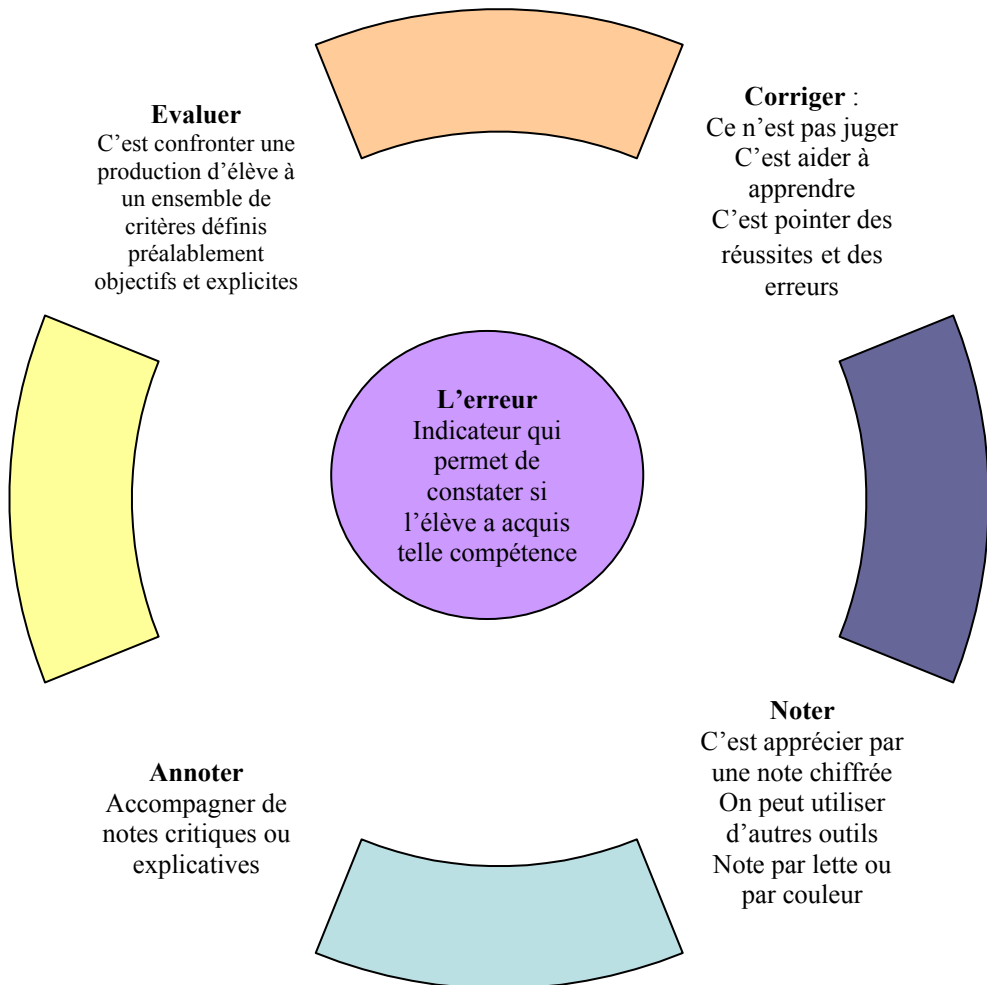 Evaluer
C’est confronter une
production d’élève à
un ensemble de
critères définis
préalablement
objectifs et explicites
Corriger :
Ce n’est pas juger
C’est aider à
apprendre
C’est pointer des
réussites et des
erreurs
L’erreur
Indicateur qui
permet de
constater si
l’élève a acquis
telle compétence
Annoter
Accompagner de
notes critiques ou
explicatives
Noter
C’est apprécier par
une note chiffrée
On peut utiliser
d’autres outils
Note par lette ou
par couleur